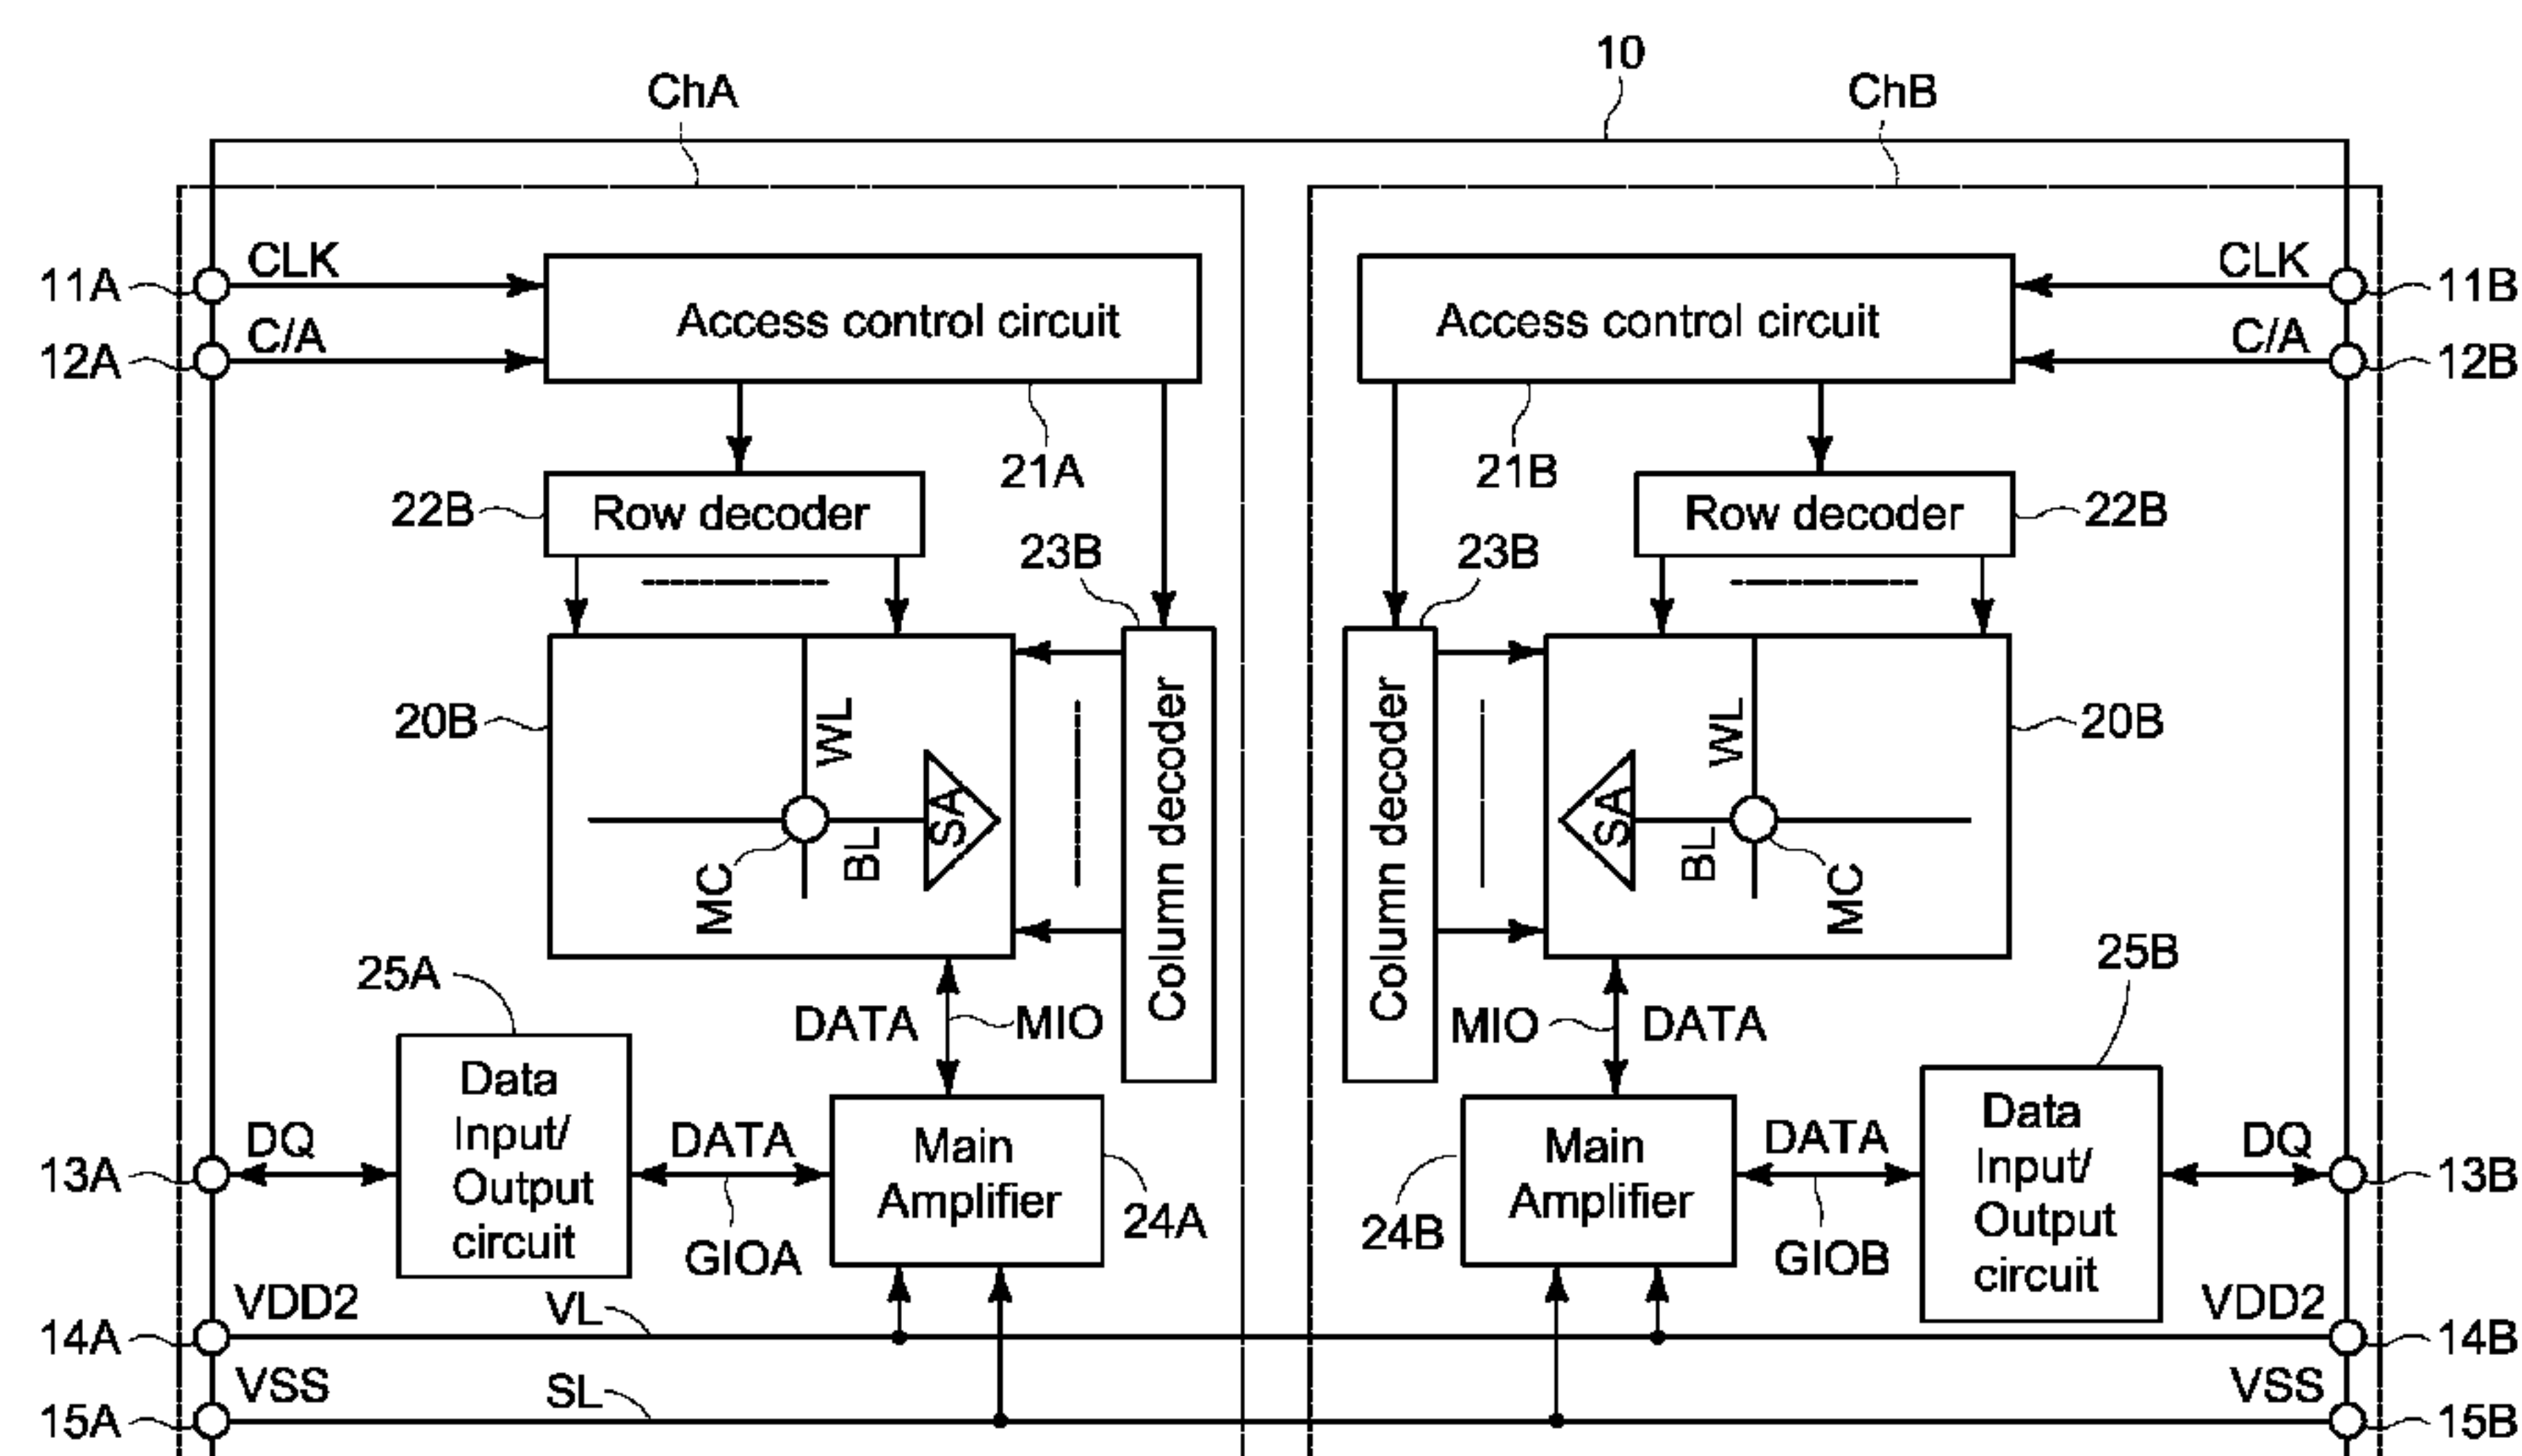 10
ChA
ChB
CLK
CLK
11A
11B
Access control circuit
Access control circuit
C/A
C/A
12A
12B
21A
21B
22B
Row decoder
Row decoder
22B
23B
23B
20B
WL
Column decoder
Column decoder
WL
20B
SA
SA
BL
BL
MC
MC
25A
25B
DATA
MIO
MIO
DATA
Data
Input/
Output
circuit
Data
Input/
Output
circuit
13A
DQ
DATA
Main
Amplifier
Main
Amplifier
DATA
DQ
13B
24A
24B
GIOA
GIOB
VDD2
VL
VDD2
14A
14B
VSS
SL
VSS
15A
15B